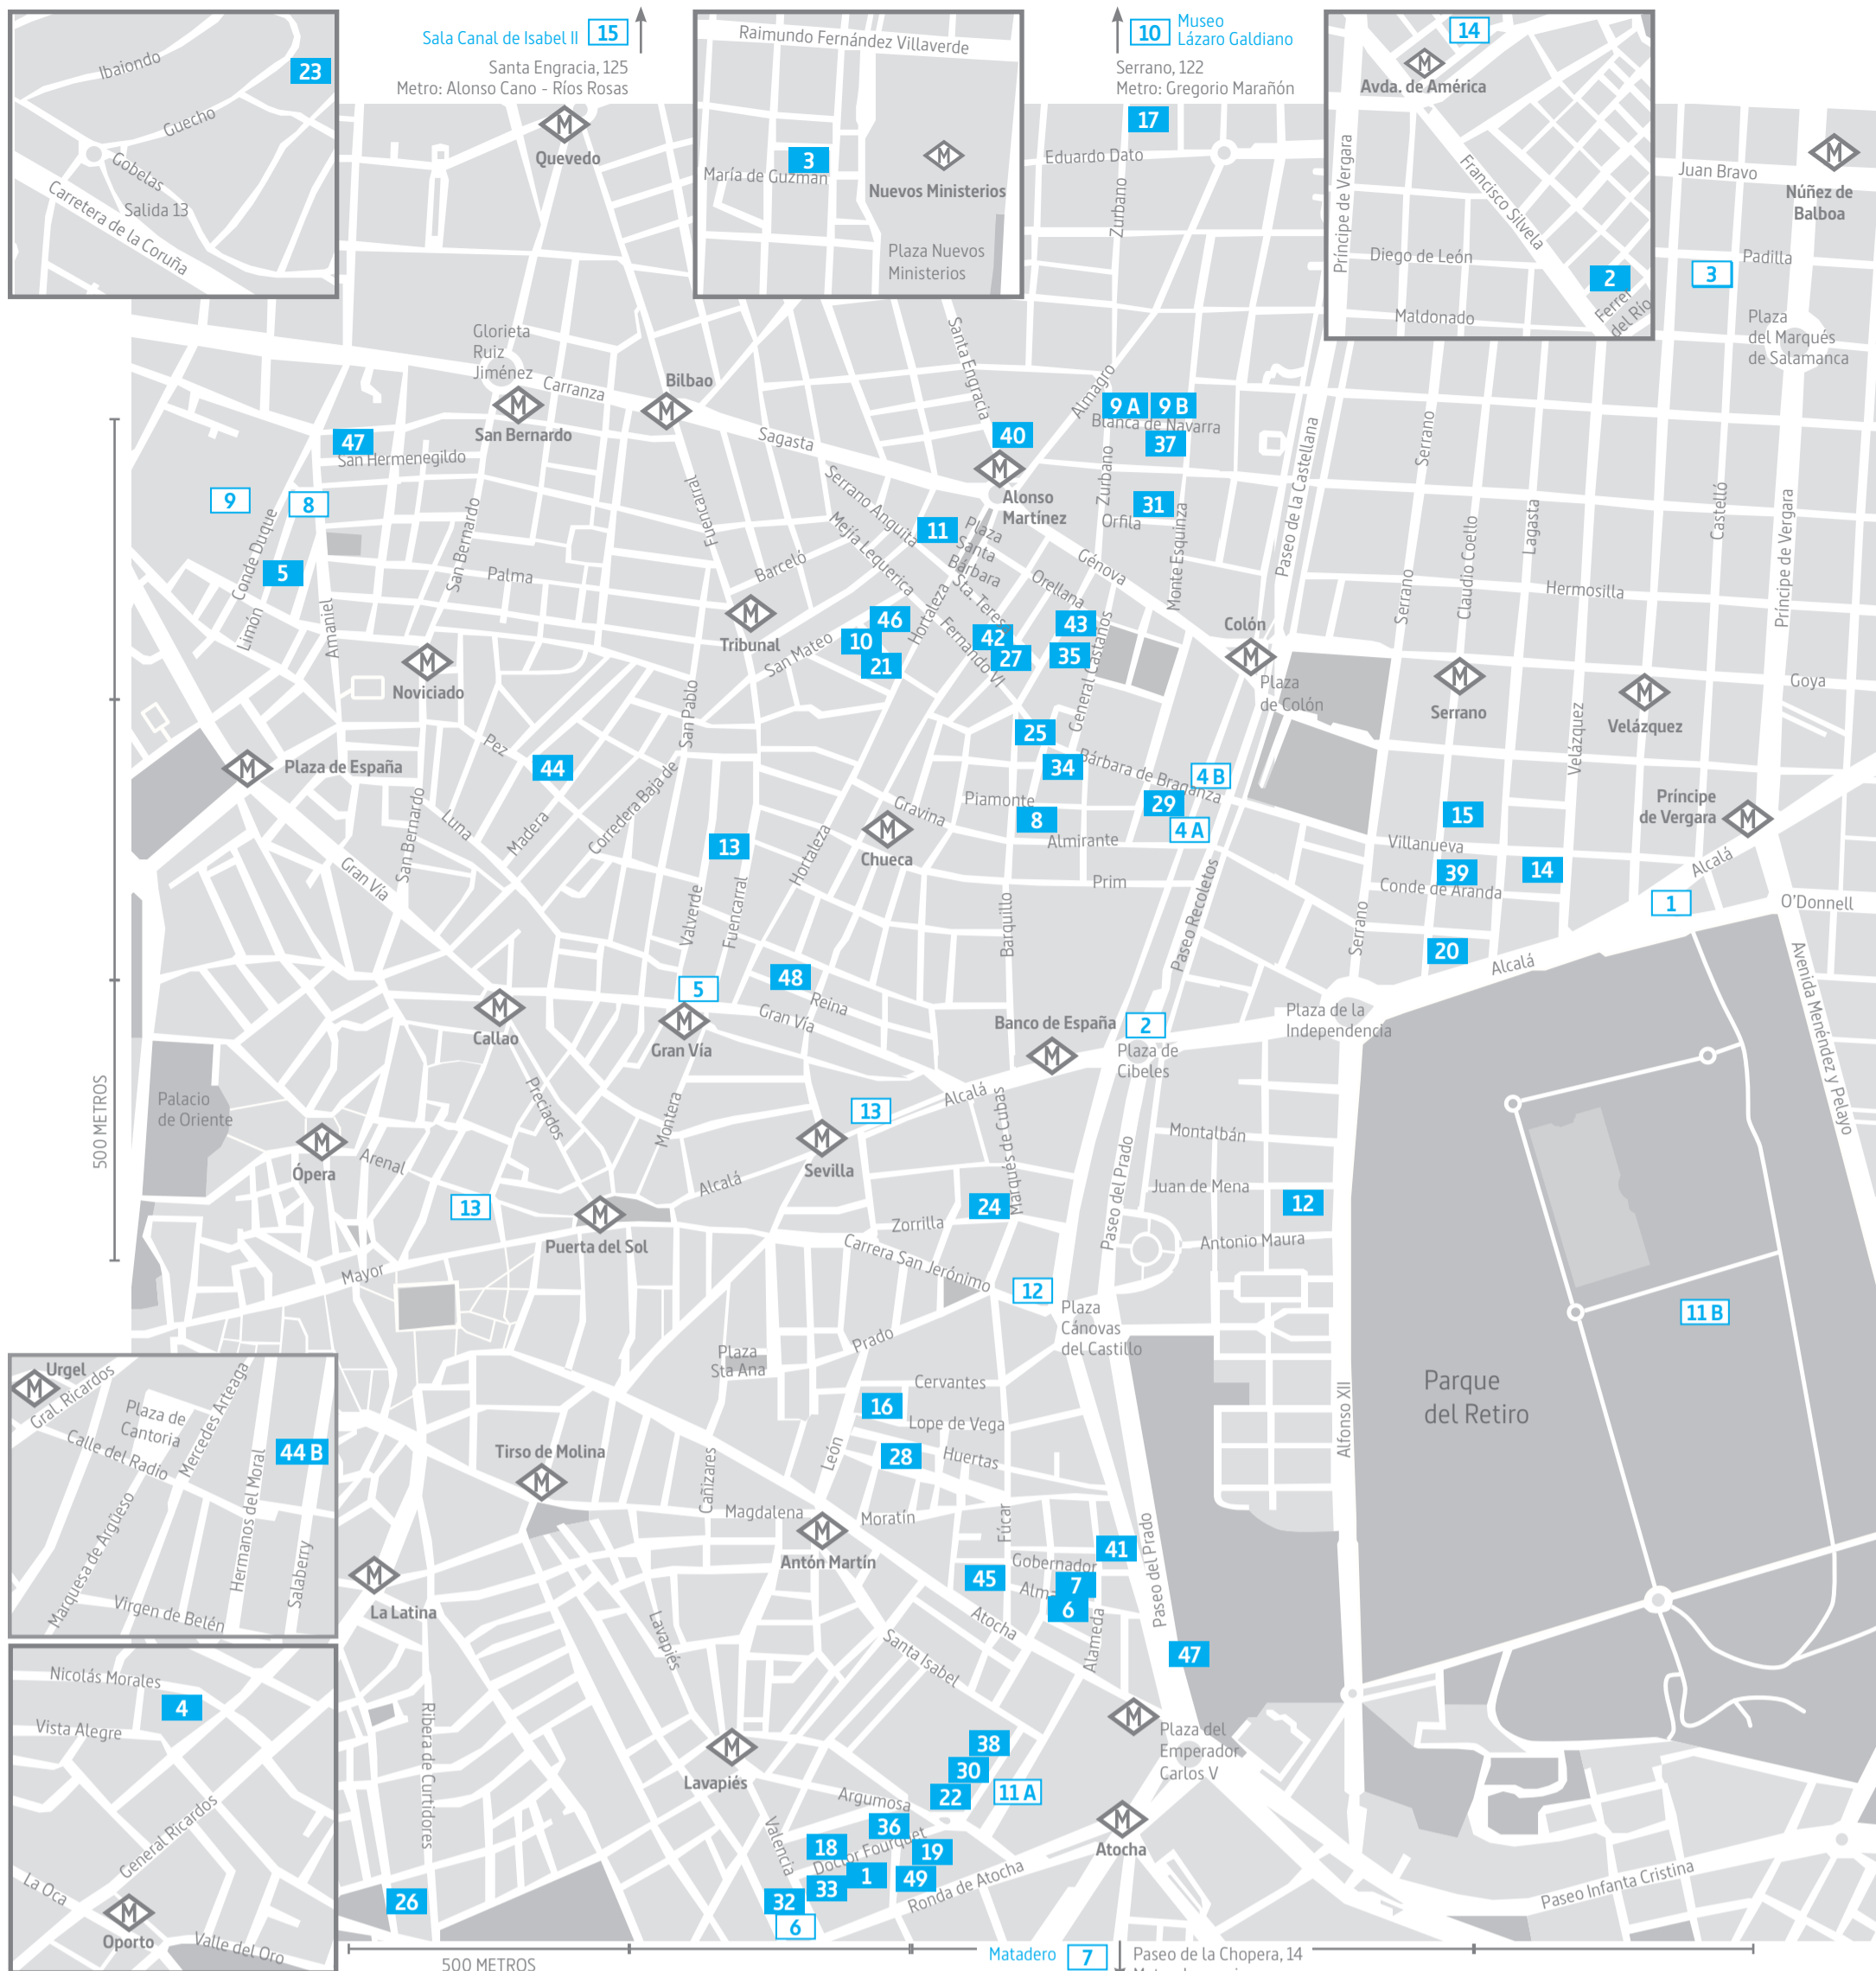 Ibaiondo
23
Guecho
Gobelas
Salida 13
Carretera de la Coruña
Sala Canal de Isabel II 15
Santa Engracia, 125
Metro: Alonso Cano - Ríos Rosas
Quevedo
Raimundo Fernández Villaverde
3
María de Guzmán
Nuevos Ministerios
Plaza Nuevos
Ministerios
10 Museo
Lázaro Galdiano
Serrano, 122
Metro: Gregorio Marañón
17
Eduardo Dato
Zurbano
14
Avda. de América
Príncipe de Vergara
Francisco Silvela
Diego de León
2
Ferrer
del Río
Maldonado
Juan Bravo
Núñez de
Balboa
Padilla
3
Plaza
del Marqués
de Salamanca
Glorieta
Ruiz
Jiménez
Carranza
Bilbao
San Bernardo
Santa Engracia
Almagro
9 A
9 B
Blanca de Navarra
37
40
47
San Hermenegildo
Sagasta
Alonso
Martínez
Zurbano
31
Orfila
Monte Esquinza
Paseo de la Castellana
Serrano
Castelló
Príncipe de Vergara
9
8
Conde Duque
5
Limón
Amaniel
San Bernardo
Palma
Fuencarral
Serrano Anguita
Mejía Lequerica
11
Plaza
Santa
Bárbara
Génova
Orellana
Barceló
Sta. Teresa
Hortaleza
Fernando VI
Tribunal
San Mateo
46
10
21
42
27
43
35
General Castaños
Colón
Plaza
de Colón
Serrano
Claudio Coello
Lagasta
Hermosilla
Goya
Serrano
Velázquez
Velázquez
Noviciado
Plaza de España
Pez
44
San Pablo
Corredera Baja de
25
34
Bárbara de Braganza
4 B
29
4 A
Piamonte
8
Almirante
Gravina
Chueca
Prim
15
Príncipe
de Vergara
Villanueva
39
14
Conde de Aranda
Alcalá
1
O'Donnell
San Bernardo
Luna
Madera
Gran Vía
13
Hortaleza
Valverde
Fuencarral
Barquillo
Paseo Recoletos
Serrano
20
Alcalá
Avenida Menéndez y Pelayo
5
48
Reina
Gran Vía
Callao
Gran Vía
Banco de España
2
Plaza de
Cibeles
Plaza de la
Independencia
500 METROS
Palacio
de Oriente
Preciados
Montera
13
Alcalá
Marqués de Cubas
Montalbán
Ópera
Arenal
Sevilla
Alcalá
Paseo del Prado
Juan de Mena
12
13
24
Zorrilla
Puerta del Sol
Carrera San Jerónimo
Antonio Maura
Mayor
12
Plaza
Cánovas
del Castillo
11 B
Prado
Plaza
Sta Ana
Urgel
Gral. Ricardos
Plaza de
Cantoria
Calle del Radio
Mercedes Arteaga
44 B
Marquesa de Argüeso
Hermanos del Moral
Salaberry
Virgen de Belén
Cervantes
16
Lope de Vega
28
Huertas
León
Tirso de Molina
Cañizares
Magdalena
Moratín
Antón Martín
Fúcar
Alfonso XII
Parque
del Retiro
41
Gobernador
45
7
6
Paseo del Prado
La Latina
Atocha
Alameda
Lavapiés
Santa Isabel
47
Nicolás Morales
4
Vista Alegre
General Ricardos
La Oca
Oporto
Valle del Oro
Ribera de Curtidores
Plaza del
Emperador
Carlos V
38
30
22
11 A
Lavapiés
Argumosa
36
Valencia
18
Doctor Fourquet
19
1
49
33
32
6
Ronda de Atocha
Atocha
26
Paseo Infanta Cristina
500 METROS
Matadero 7 Paseo de la Chopera, 14